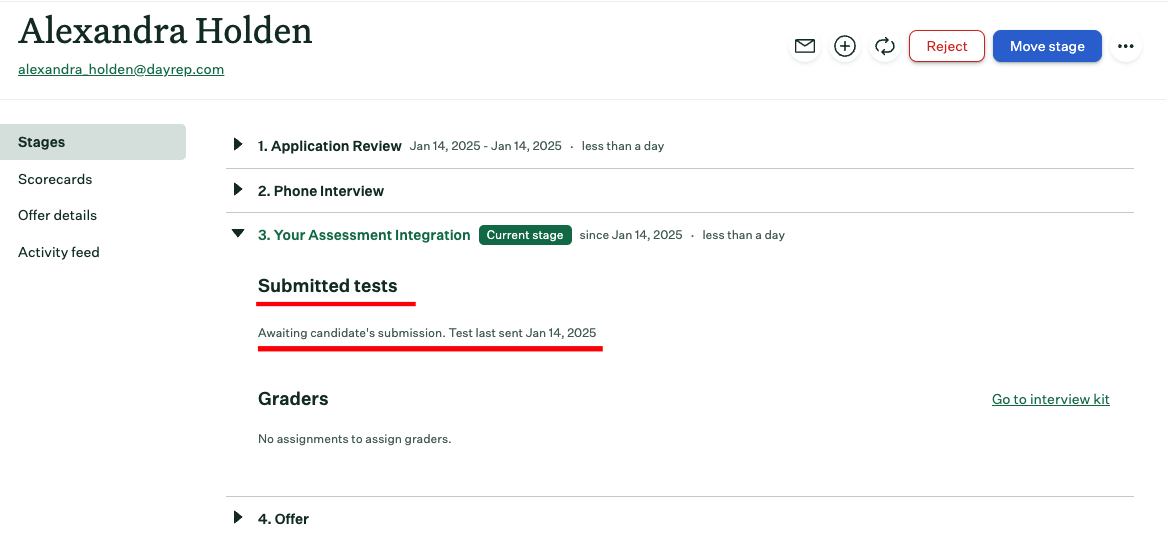 Alexandra Holden
alexandra_holden@dayrep.com
Reject
Move stage
Stages
Scorecards
Offer details
Activity feed
1. Application Review Jan 14, 2025 - Jan 14, 2025 · less than a day
2. Phone Interview
3. Your Assessment Integration Current stage since Jan 14, 2025 · less than a day
Submitted tests
Awaiting candidate's submission. Test last sent Jan 14, 2025
Graders
Go to interview kit
No assignments to assign graders.
4. Offer